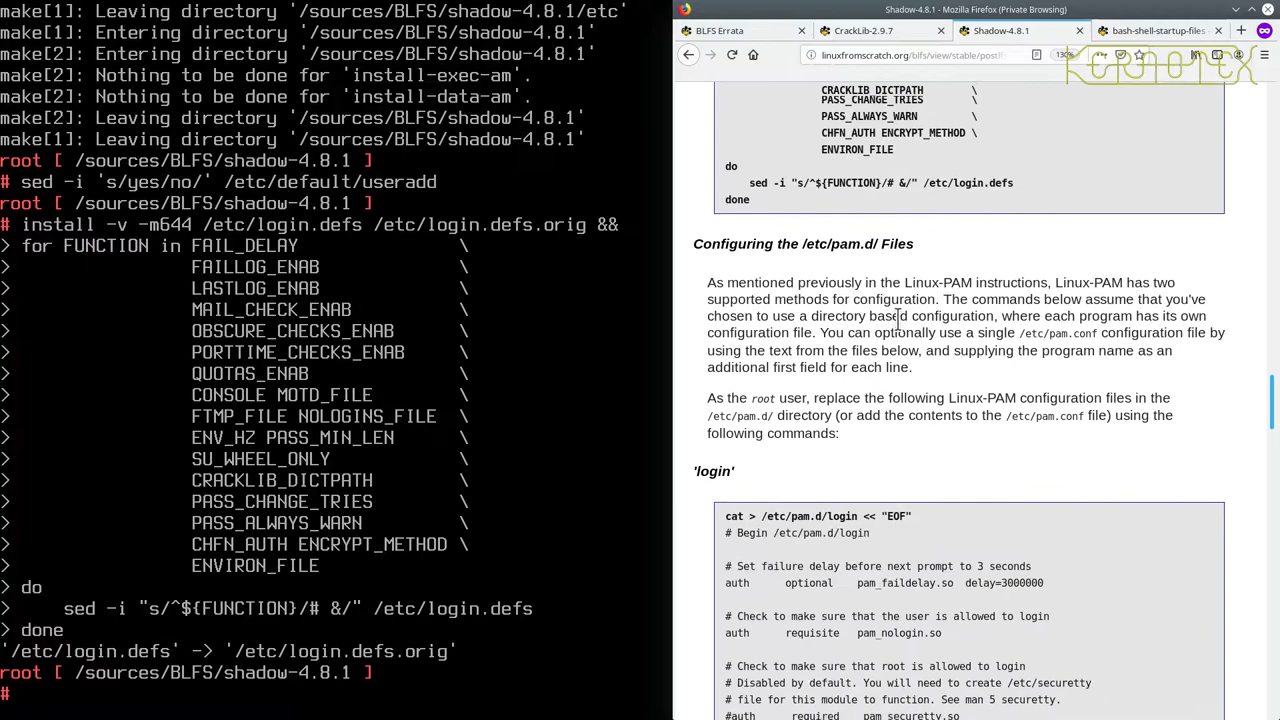 make[1]: Leaving directory '/sources/BLFS/shadow-4.8.1/etc'
make[1]: Entering directory '/sources/BLFS/shadow-4.8.1'
make[2]: Entering directory '/sources/BLFS/shadow-4.8.1'
make[2]: Nothing to be done for 'install-exec-am'.
make[2]: Nothing to be done for 'install-data-am'.
make[2]: Leaving directory '/sources/BLFS/shadow-4.8.1'
make[1]: Leaving directory '/sources/BLFS/shadow-4.8.1'
root [ /sources/BLFS/shadow-4.8.1 ]
# sed -i 's/yes/no/' /etc/default/useradd
root [ /sources/BLFS/shadow-4.8.1 ]
# install -v -m644 /etc/login.defs /etc/login.defs.orig &&
> for FUNCTION in FAIL_DELAY \
> FAILLOG_ENAB \
> LASTLOG_ENAB \
> MAIL_CHECK_ENAB \
> OBSCURE_CHECKS_ENAB \
> PORTTIME_CHECKS_ENAB \
> QUOTAS_ENAB \
> CONSOLE MOTD_FILE \
> FTMP_FILE NOLOGINS_FILE \
> ENV_HZ PASS_MIN_LEN \
> SU_WHEEL_ONLY \
> CRACKLIB_DICTPATH \
> PASS_CHANGE_TRIES \
> PASS_ALWAYS_WARN \
> CHFN_AUTH ENCRYPT_METHOD \
> ENVIRON_FILE
> do
> sed -i "s/^${FUNCTION}/# &/" /etc/login.defs
> done
'/etc/login.defs' -> '/etc/login.defs.orig'
root [ /sources/BLFS/shadow-4.8.1 ]
#
Shadow-4.8.1 - Mozilla Firefox (Private Browsing)
BLFS Errata
CrackLib-2.9.7
Shadow-4.8.1
bash-shell-startup-files
linuxfromscratch.org/blfs/view/stable/postlf
130%
KERNOTEX
CRACKLIB_DICTPATH \
PASS_CHANGE_TRIES \
PASS_ALWAYS_WARN \
CHFN_AUTH ENCRYPT_METHOD \
ENVIRON_FILE
do
sed -i "s/^${FUNCTION}/# &/" /etc/login.defs
done
Configuring the /etc/pam.d/ Files
As mentioned previously in the Linux-PAM instructions, Linux-PAM has two
supported methods for configuration. The commands below assume that you've
chosen to use a directory based configuration, where each program has its own
configuration file. You can optionally use a single /etc/pam.conf configuration file by
using the text from the files below, and supplying the program name as an
additional first field for each line.
As the root user, replace the following Linux-PAM configuration files in the
/etc/pam.d/ directory (or add the contents to the /etc/pam.conf file) using the
following commands:
'login'
cat > /etc/pam.d/login << "EOF"
# Begin /etc/pam.d/login
# Set failure delay before next prompt to 3 seconds
auth optional pam_faildelay.so delay=3000000
# Check to make sure that the user is allowed to login
auth requisite pam_nologin.so
# Check to make sure that root is allowed to login
# Disabled by default. You will need to create /etc/securetty
# file for this module to function. See man 5 securetty.
#auth required pam_securetty.so